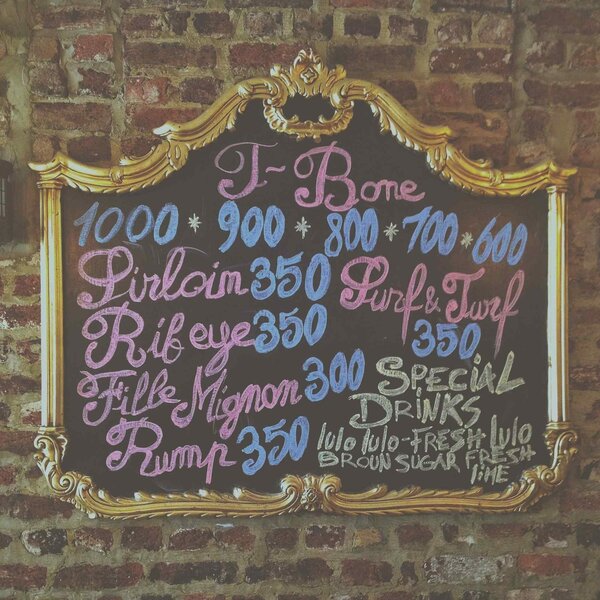 T-Bone
1000 * 900 * 800 * 700 * 600
Sirloin 350
Surf & Turf
350
Rib eye 350
Fille Mignon 300
Rump 350
SPECIAL
DRINKS
lulo lulo-FRESH lulo
BROUN SUGAR FRESH
liME